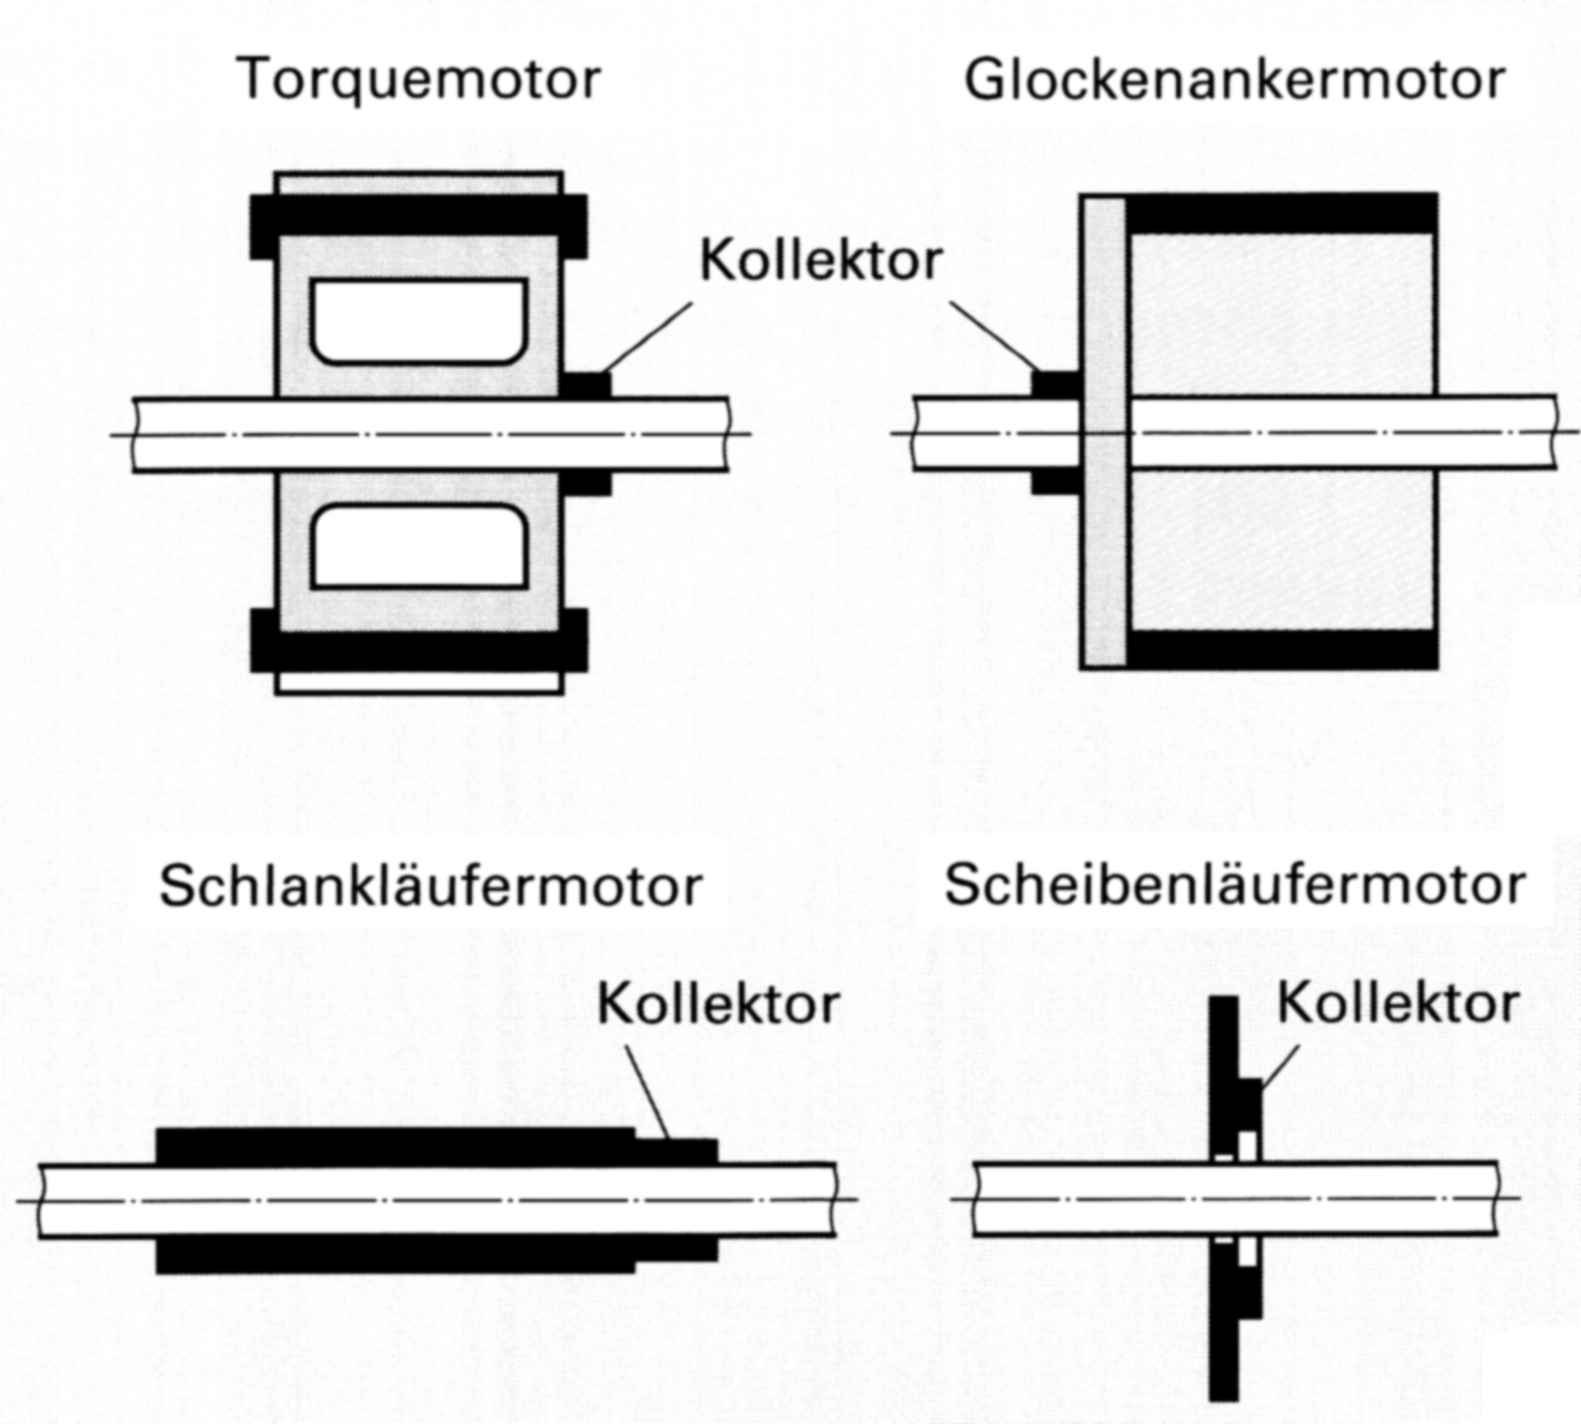 Torquemotor
Glockenankermotor
Kollektor
Schlankläufermotor
Scheibenläufermotor
Kollektor
Kollektor